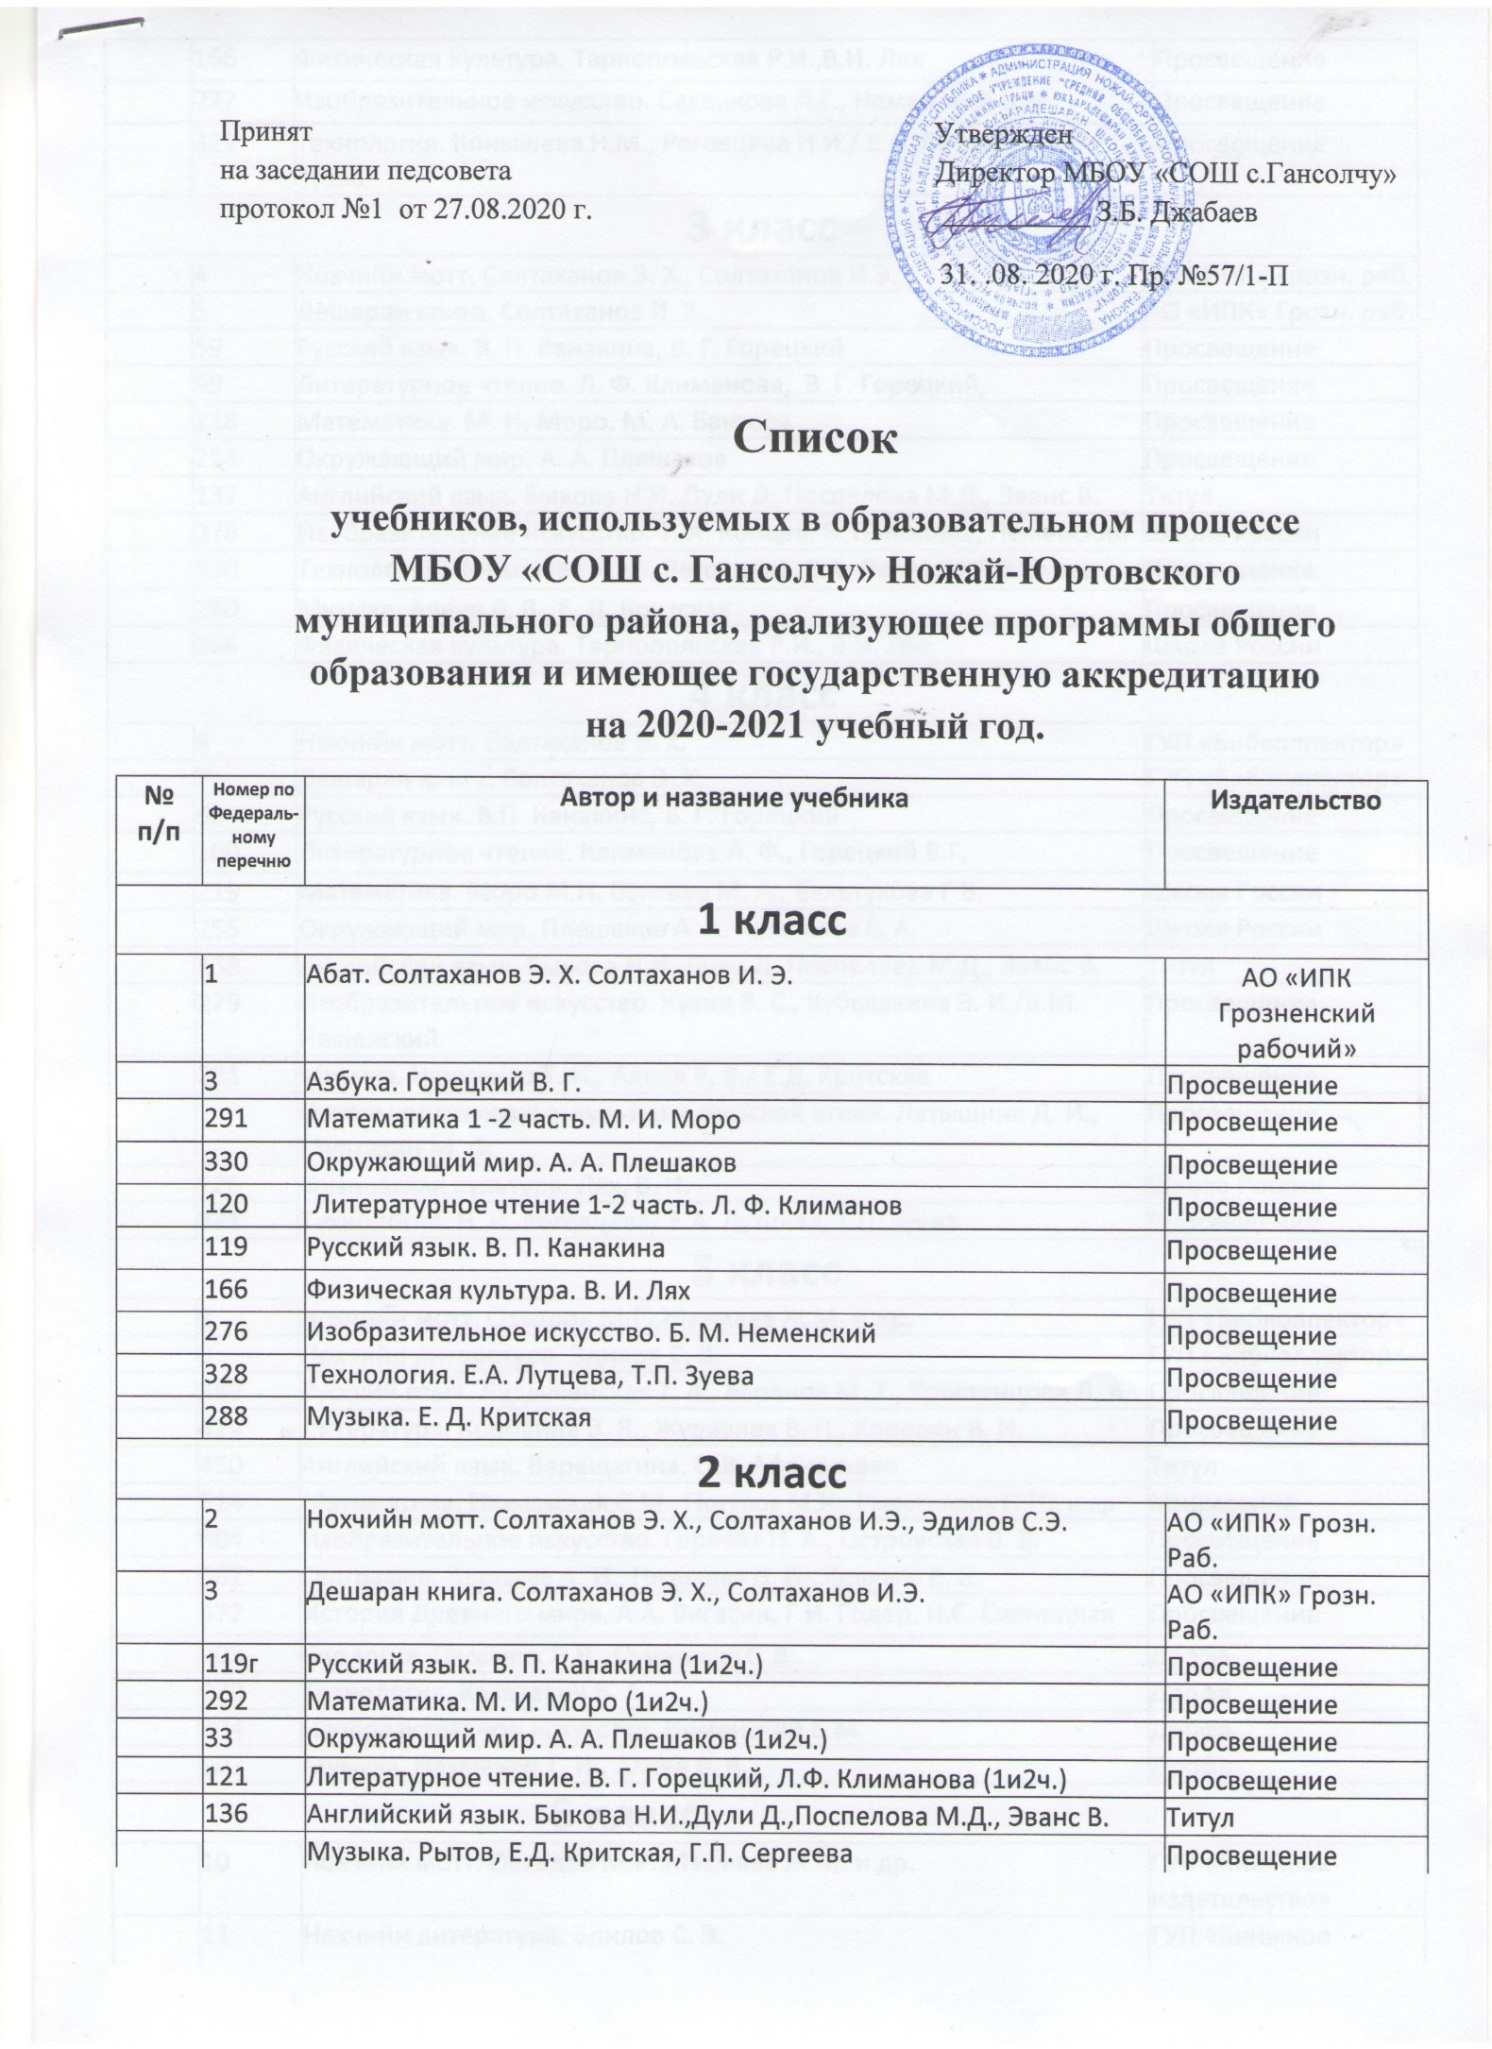 Принят
на заседании педсовета
протокол №1 от 27.08.2020 г.
Утвержден
Директор МБОУ «СОШ с.Гансолчу»
З.Б. Джабаев
31. .08. 2020 г. Пр. №57/1-П
Список
учебников, используемых в образовательном процессе
МБОУ «СОШ с. Гансолчу» Ножай-Юртовского
муниципального района, реализующее программы общего
образования и имеющее государственную аккредитацию
на 2020-2021 учебный год.
№ п/п Номер по Федераль-ному перечню Автор и название учебника Издательство
1 класс
1 Абат. Солтаханов Э. Х. Солтаханов И. Э. АО «ИПК
Грозненский
рабочий»
3 Азбука. Горецкий В. Г. Просвещение
291 Математика 1 -2 часть. М. И. Моро Просвещение
330 Окружающий мир. А. А. Плешаков Просвещение
120 Литературное чтение 1-2 часть. Л. Ф. Климанов Просвещение
119 Русский язык. В. П. Канакина Просвещение
166 Физическая культура. В. И. Лях Просвещение
276 Изобразительное искусство. Б. М. Неменский Просвещение
328 Технология. Е.А. Лутцева, Т.П. Зуева Просвещение
288 Музыка. Е. Д. Критская Просвещение
2 класс
2 Нохчийн мотт. Солтаханов Э. Х., Солтаханов И.Э., Эдилов С.Э. АО «ИПК» Грозн.
Раб.
3 Дешаран книга. Солтаханов Э. Х., Солтаханов И.Э. АО «ИПК» Грозн.
Раб.
119г Русский язык. В. П. Канакина (1и2ч.) Просвещение
292 Математика. М. И. Моро (1и2ч.) Просвещение
33 Окружающий мир. А. А. Плешаков (1и2ч.) Просвещение
121 Литературное чтение. В. Г. Горецкий, Л.Ф. Климанова (1и2ч.) Просвещение
136 Английский язык. Быкова Н.И.,Дули Д.,Поспелова М.Д., Эванс В. Титул
Музыка. Рытов, Е.Д. Критская, Г.П. Сергеева Просвещение